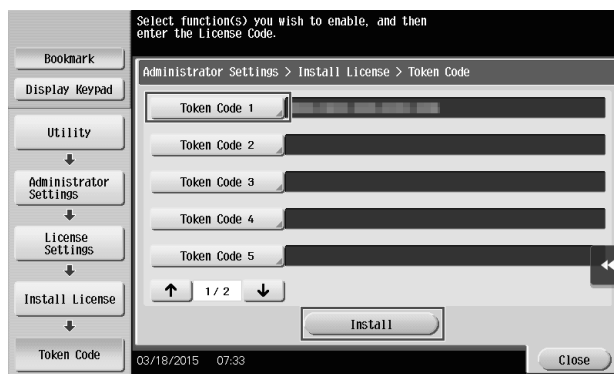 Select function(s) you wish to enable, and then
enter the License Code.
Bookmark
Display Keypad
Utility
Administrator
Settings
License
Settings
Install License
Token Code
Administrator Settings > Install License > Token Code
Token Code 1
Token Code 2
Token Code 3
Token Code 4
Token Code 5
1/2
Install
03/18/2015 07:33
Close